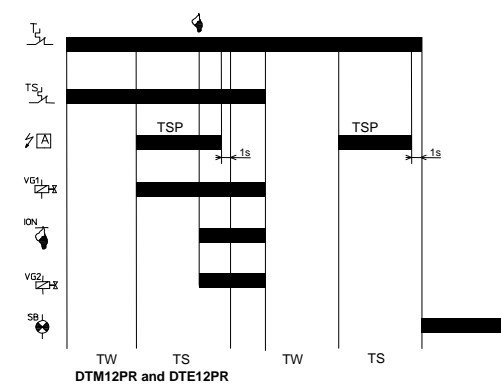 T
TS
TSP
TSP
A
1s
1s
VG1
ION
VG2
SB
TW
TS
TW
TS
DTM12PR and DTE12PR